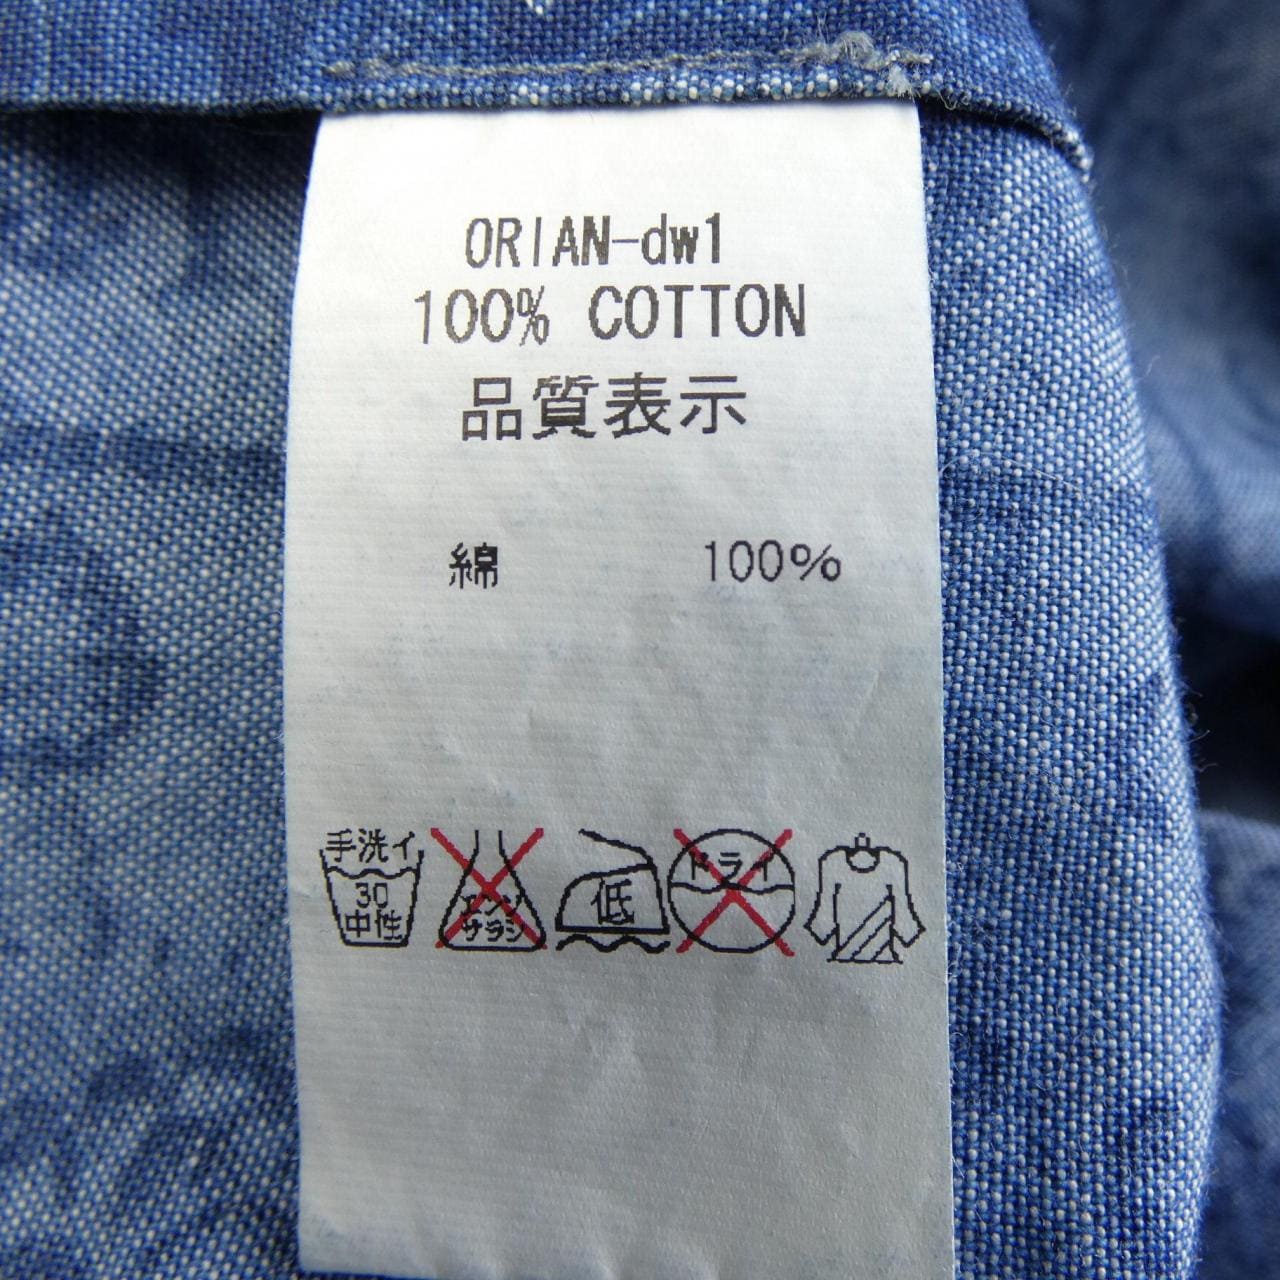 ORIAN-dw1
100% COTTON
品質表示
綿 100%
手洗イ
30
中性
エンソ
サラシ
低
ドライ